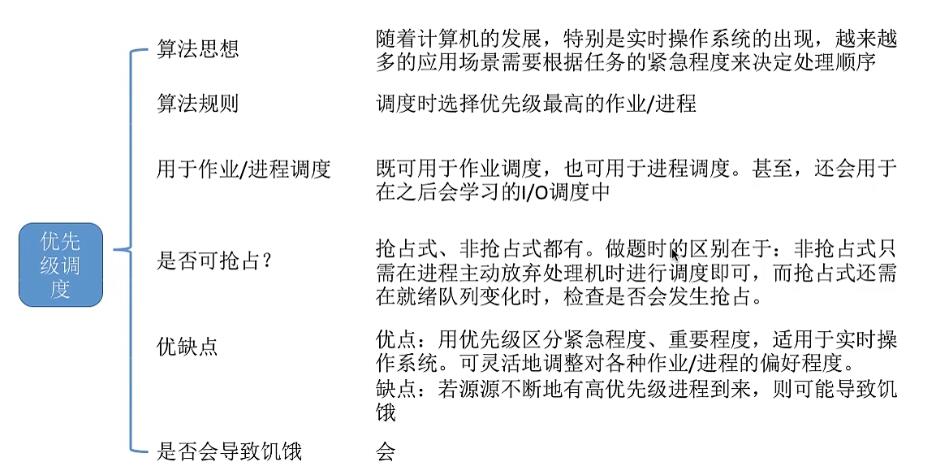 优先
级调
度
算法思想
随着计算机的发展，特别是实时操作系统的出现，越来越
多的应用场景需要根据任务的紧急程度来决定处理顺序
算法规则
调度时选择优先级最高的作业/进程
用于作业/进程调度
既可用于作业调度，也可用于进程调度。甚至，还会用于
在之后会学习的I/O调度中
是否可抢占？
抢占式、非抢占式都有。做题时的区别在于：非抢占式只
需在进程主动放弃处理机时进行调度即可，而抢占式还需
在就绪队列变化时，检查是否会发生抢占。
优缺点
优点：用优先级区分紧急程度、重要程度，适用于实时操
作系统。可灵活地调整对各种作业/进程的偏好程度。
缺点：若源源不断地有高优先级进程到来，则可能导致饥
饿
是否会导致饥饿
会